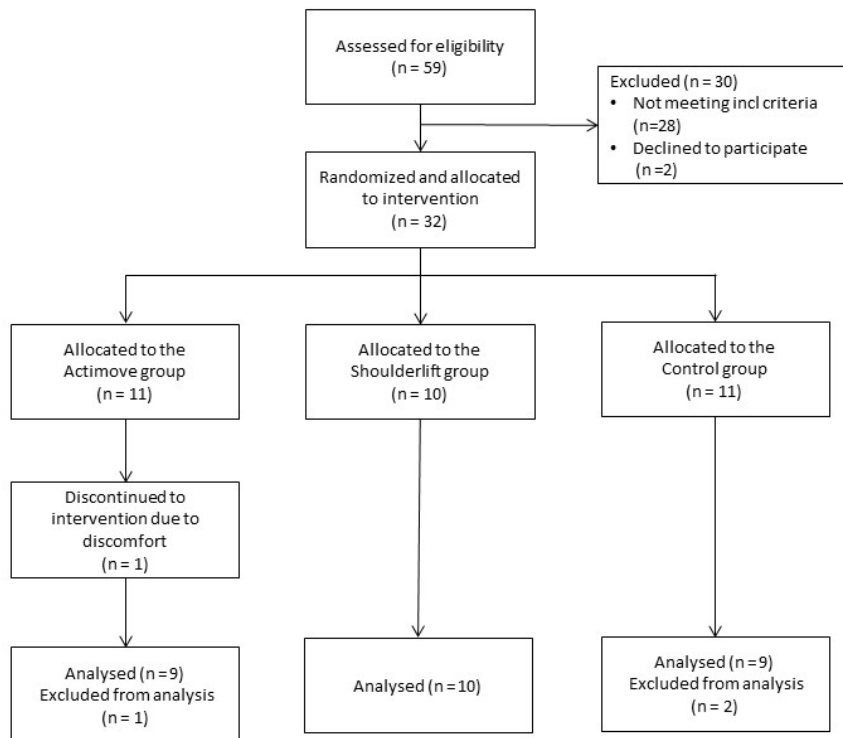 Assessed for eligibility
(n = 59)
Excluded (n = 30)
• Not meeting incl criteria
(n=28)
• Declined to participate
(n =2)
Randomized and allocated
to intervention
(n = 32)
Allocated to the
Actimove group
(n = 11)
Allocated to the
Shoulderlift group
(n = 10)
Allocated to the
Control group
(n = 11)
Discontinued to
intervention due to
discomfort
(n = 1)
Analysed (n = 9)
Excluded from analysis
(n = 1)
Analysed (n = 10)
Analysed (n = 9)
Excluded from analysis
(n = 2)